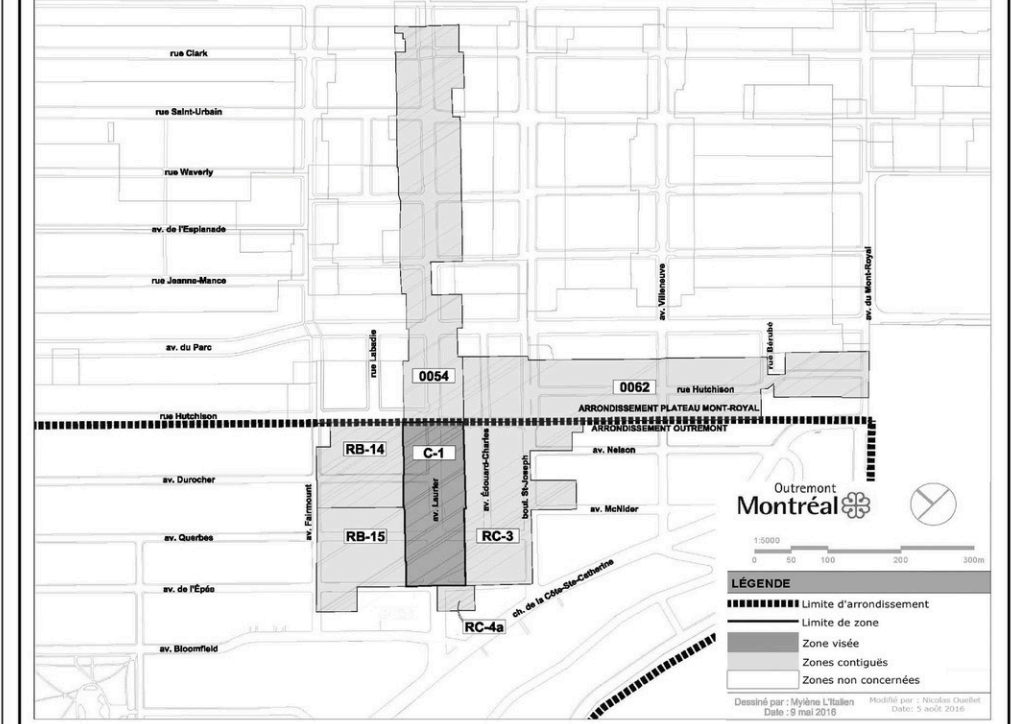 rue Clark
rue Saint-Urbain
rue Waverly
av. de l'Esplanade
rue Jeanne-Mance
av. du Parc
rue Labadie
av. Villeneuve
av. du Mont-Royal
rue Bérubé
0054
0062
rue Hutchison
rue Hutchison
ARRONDISSEMENT PLATEAU MONT-ROYAL
ARRONDISSEMENT OUTREMONT
RB-14
C-1
av. Édouard-Charles
boul. St-Joseph
av. Nelson
av. Durocher
av. Fairmount
av. Laurier
av. McNider
RB-15
RC-3
av. Querbes
av. de l'Épée
ch. de la Côte-Ste-Catherine
RC-4a
av. Bloomfield
Outremont
Montréal
1:5000
0 50 100 200 300m
LÉGENDE
Limite d'arrondissement
Limite de zone
Zone visée
Zones contiguës
Zones non concernées
Dessiné par : Mylène L'Italien
Date : 9 mai 2016
Modifié par : Nicolas Ouellet
Date: 5 août 2016